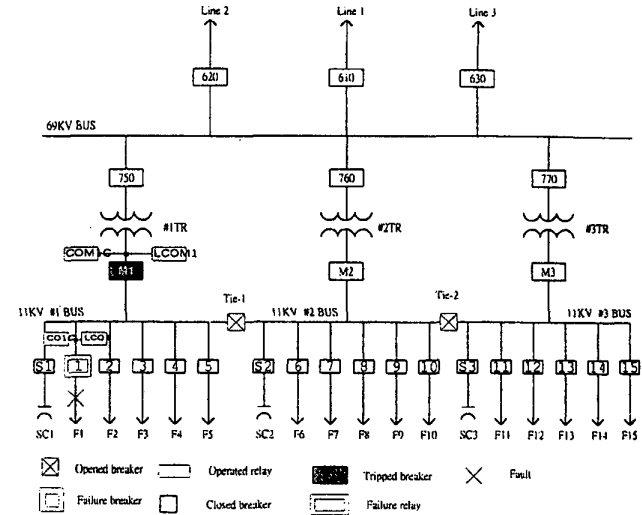 Line 2 Line 1 Line 3
620 610 630
69KV BUS
750 760 770
#1TR #2TR #3TR
COM LCOM1
M1 M2 M3
Tie-1 Tie-2
11KV #1 BUS 11KV #2 BUS 11KV #3 BUS
CO1 LCO
S1 1 2 3 4 5 S2 6 7 8 9 10 S3 11 12 13 14 15
SC1 F1 F2 F3 F4 F5 SC2 F6 F7 F8 F9 F10 SC3 F11 F12 F13 F14 F15
Opened breaker Operated relay Tripped breaker Fault
Failure breaker Closed breaker Failure relay